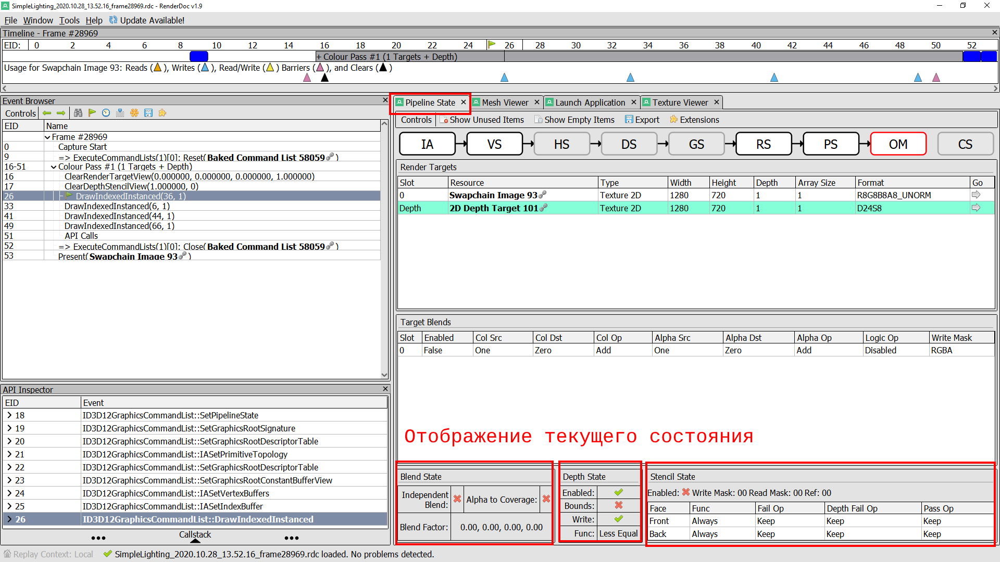 SimpleLighting_2020.10.28_13.52.16_frame28969.rdc - RenderDoc v1.9
File Window Tools Help Update Available!
Timeline - Frame #28969
EID: 0 2 4 6 8 10 12 14 16 18 20 22 24 26 28 30 32 34 36 38 40 42 44 46 48 50 52
+ Colour Pass #1 (1 Targets + Depth)
Usage for Swapchain Image 93: Reads ( ), Writes ( ), Read/Write ( ) Barriers ( ), and Clears ( )
Event Browser
Controls
EID Name
Frame #28969
0 Capture Start
9 => ExecuteCommandLists(1)[0]: Reset(Baked Command List 58059 )
16-51 Colour Pass #1 (1 Targets + Depth)
16 ClearRenderTargetView(0.000000, 0.000000, 0.000000, 1.000000)
17 ClearDepthStencilView(1.000000, 0)
26 DrawIndexedInstanced(36, 1)
33 DrawIndexedInstanced(6, 1)
41 DrawIndexedInstanced(44, 1)
49 DrawIndexedInstanced(66, 1)
51 API Calls
52 => ExecuteCommandLists(1)[0]: Close(Baked Command List 58059 )
53 Present(Swapchain Image 93 )
API Inspector
EID Event
18 ID3D12GraphicsCommandList::SetPipelineState
19 ID3D12GraphicsCommandList::SetGraphicsRootSignature
20 ID3D12GraphicsCommandList::SetGraphicsRootDescriptorTable
21 ID3D12GraphicsCommandList::IASetPrimitiveTopology
22 ID3D12GraphicsCommandList::SetGraphicsRootDescriptorTable
23 ID3D12GraphicsCommandList::SetGraphicsRootConstantBufferView
24 ID3D12GraphicsCommandList::IASetVertexBuffers
25 ID3D12GraphicsCommandList::IASetIndexBuffer
26 ID3D12GraphicsCommandList::DrawIndexedInstanced
Callstack
Pipeline State Mesh Viewer Launch Application Texture Viewer
Controls Show Unused Items Show Empty Items Export Extensions
IA VS HS DS GS RS PS OM CS
Render Targets
Slot Resource Type Width Height Depth Array Size Format Go
0 Swapchain Image 93 Texture 2D 1280 720 1 1 R8G8B8A8_UNORM
Depth 2D Depth Target 101 Texture 2D 1280 720 1 1 D24S8
Target Blends
Slot Enabled Col Src Col Dst Col Op Alpha Src Alpha Dst Alpha Op Logic Op Write Mask
0 False One Zero Add One Zero Add Disabled RGBA
Отображение текущего состояния
Blend State
Independent Blend: Alpha to Coverage:
Blend Factor: 0.00, 0.00, 0.00, 0.00
Depth State
Enabled:
Bounds:
Write:
Func: Less Equal
Stencil State
Enabled: Write Mask: 00 Read Mask: 00 Ref: 00
Face Func Fail Op Depth Fail Op Pass Op
Front Always Keep Keep Keep
Back Always Keep Keep Keep
Replay Context: Local SimpleLighting_2020.10.28_13.52.16_frame28969.rdc loaded. No problems detected.